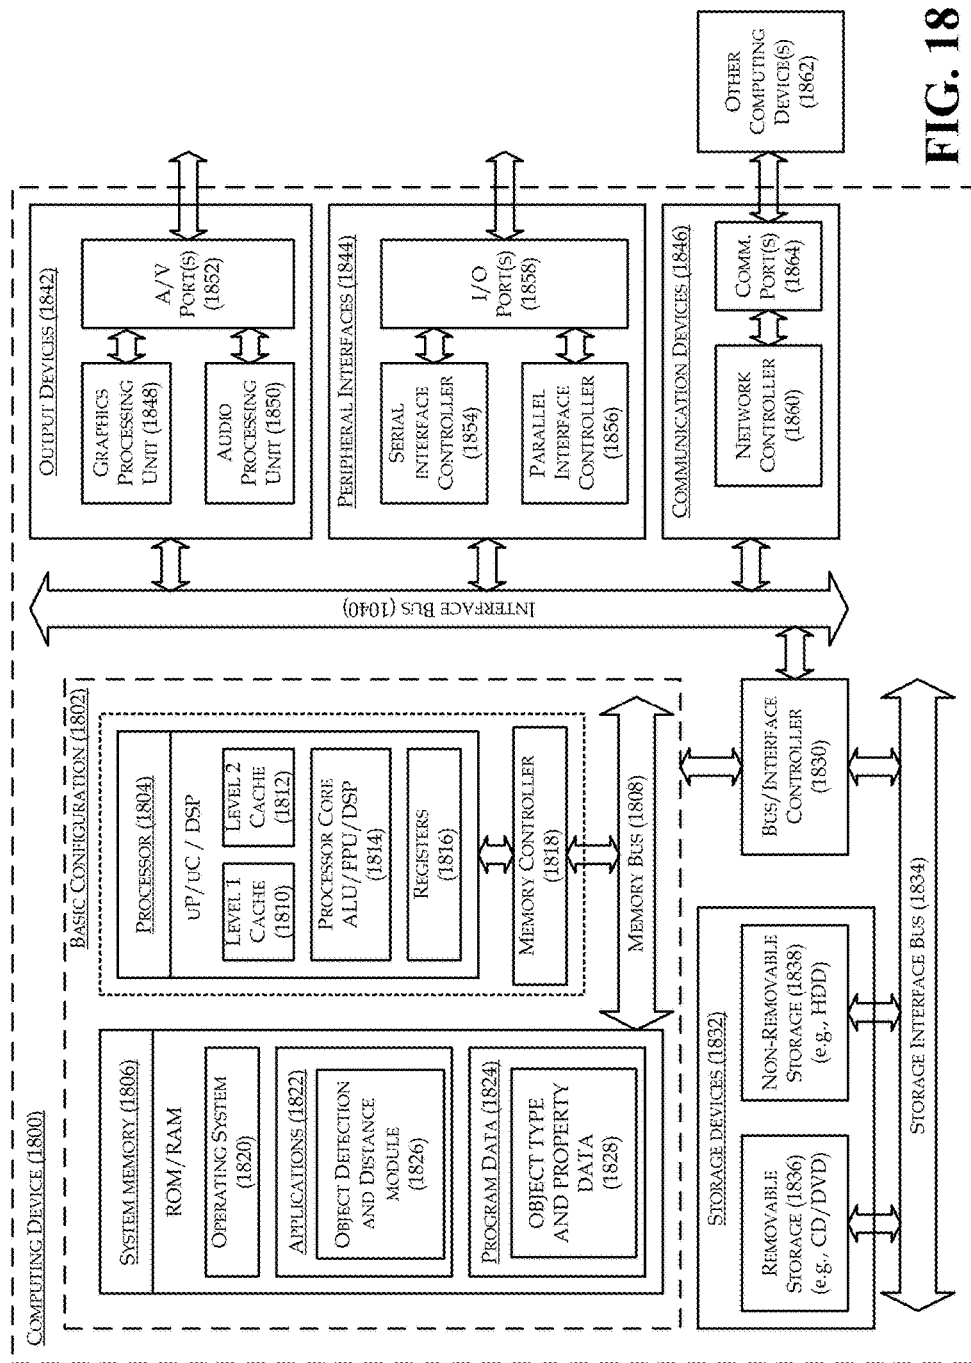 COMPUTING DEVICE (1800)
BASIC CONFIGURATION (1802)
SYSTEM MEMORY (1806)
ROM/RAM
OPERATING SYSTEM
(1820)
APPLICATIONS (1822)
OBJECT DETECTION
AND DISTANCE
MODULE
(1826)
PROGRAM DATA (1824)
OBJECT TYPE
AND PROPERTY
DATA
(1828)
PROCESSOR (1804)
uP/uC / DSP
LEVEL 1
CACHE
(1810)
LEVEL 2
CACHE
(1812)
PROCESSOR CORE
ALU/FPU/DSP
(1814)
REGISTERS
(1816)
MEMORY CONTROLLER
(1818)
MEMORY BUS (1808)
BUS/INTERFACE
CONTROLLER
(1830)
INTERFACE BUS (1040)
OUTPUT DEVICES (1842)
GRAPHICS
PROCESSING
UNIT (1848)
AUDIO
PROCESSING
UNIT (1850)
A/V
PORT(S)
(1852)
PERIPHERAL INTERFACES (1844)
SERIAL
INTERFACE
CONTROLLER
(1854)
PARALLEL
INTERFACE
CONTROLLER
(1856)
I/O
PORT(S)
(1858)
COMMUNICATION DEVICES (1846)
NETWORK
CONTROLLER
(1860)
COMM.
PORT(S)
(1864)
OTHER
COMPUTING
DEVICE(S)
(1862)
STORAGE DEVICES (1832)
REMOVABLE
STORAGE (1836)
(e.g., CD/DVD)
NON-REMOVABLE
STORAGE (1838)
(e.g., HDD)
STORAGE INTERFACE BUS (1834)
FIG. 18